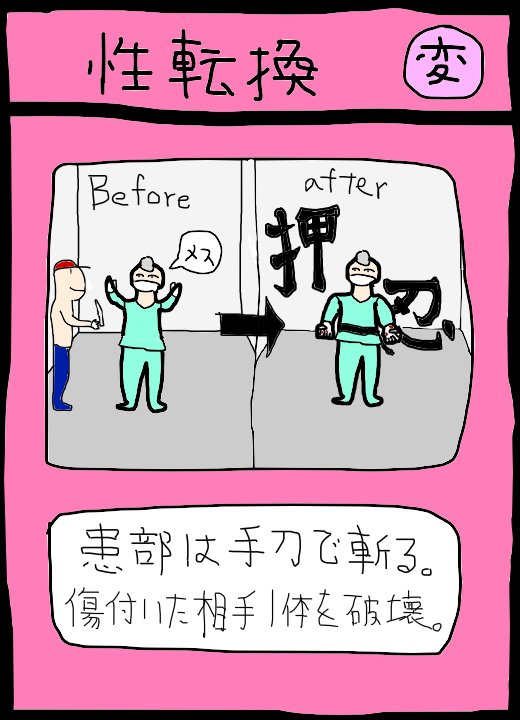 性転換
変
Before
after
メス
押
忍
患部は手刀で斬る。
傷付いた相手1体を破壊。